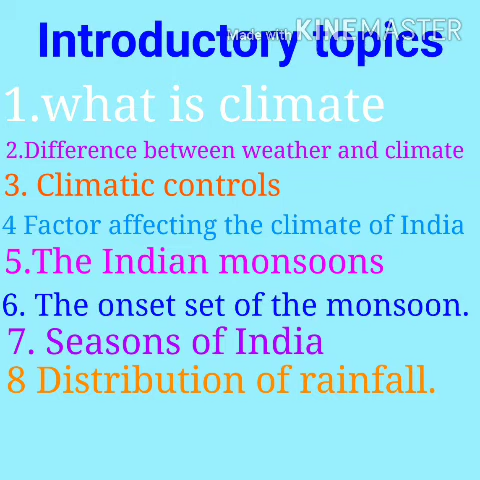 Introductory topics
Made with KINEMASTER
1.what is climate
2.Difference between weather and climate
3. Climatic controls
4 Factor affecting the climate of India
5.The Indian monsoons
6. The onset set of the monsoon.
7. Seasons of India
8 Distribution of rainfall.